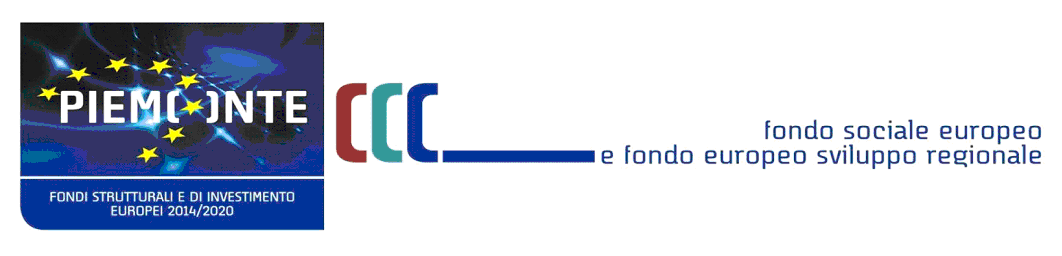 PIEMONTE
FONDI STRUTTURALI E DI INVESTIMENTO
EUROPEI 2014/2020
fondo sociale europeo
e fondo europeo sviluppo regionale